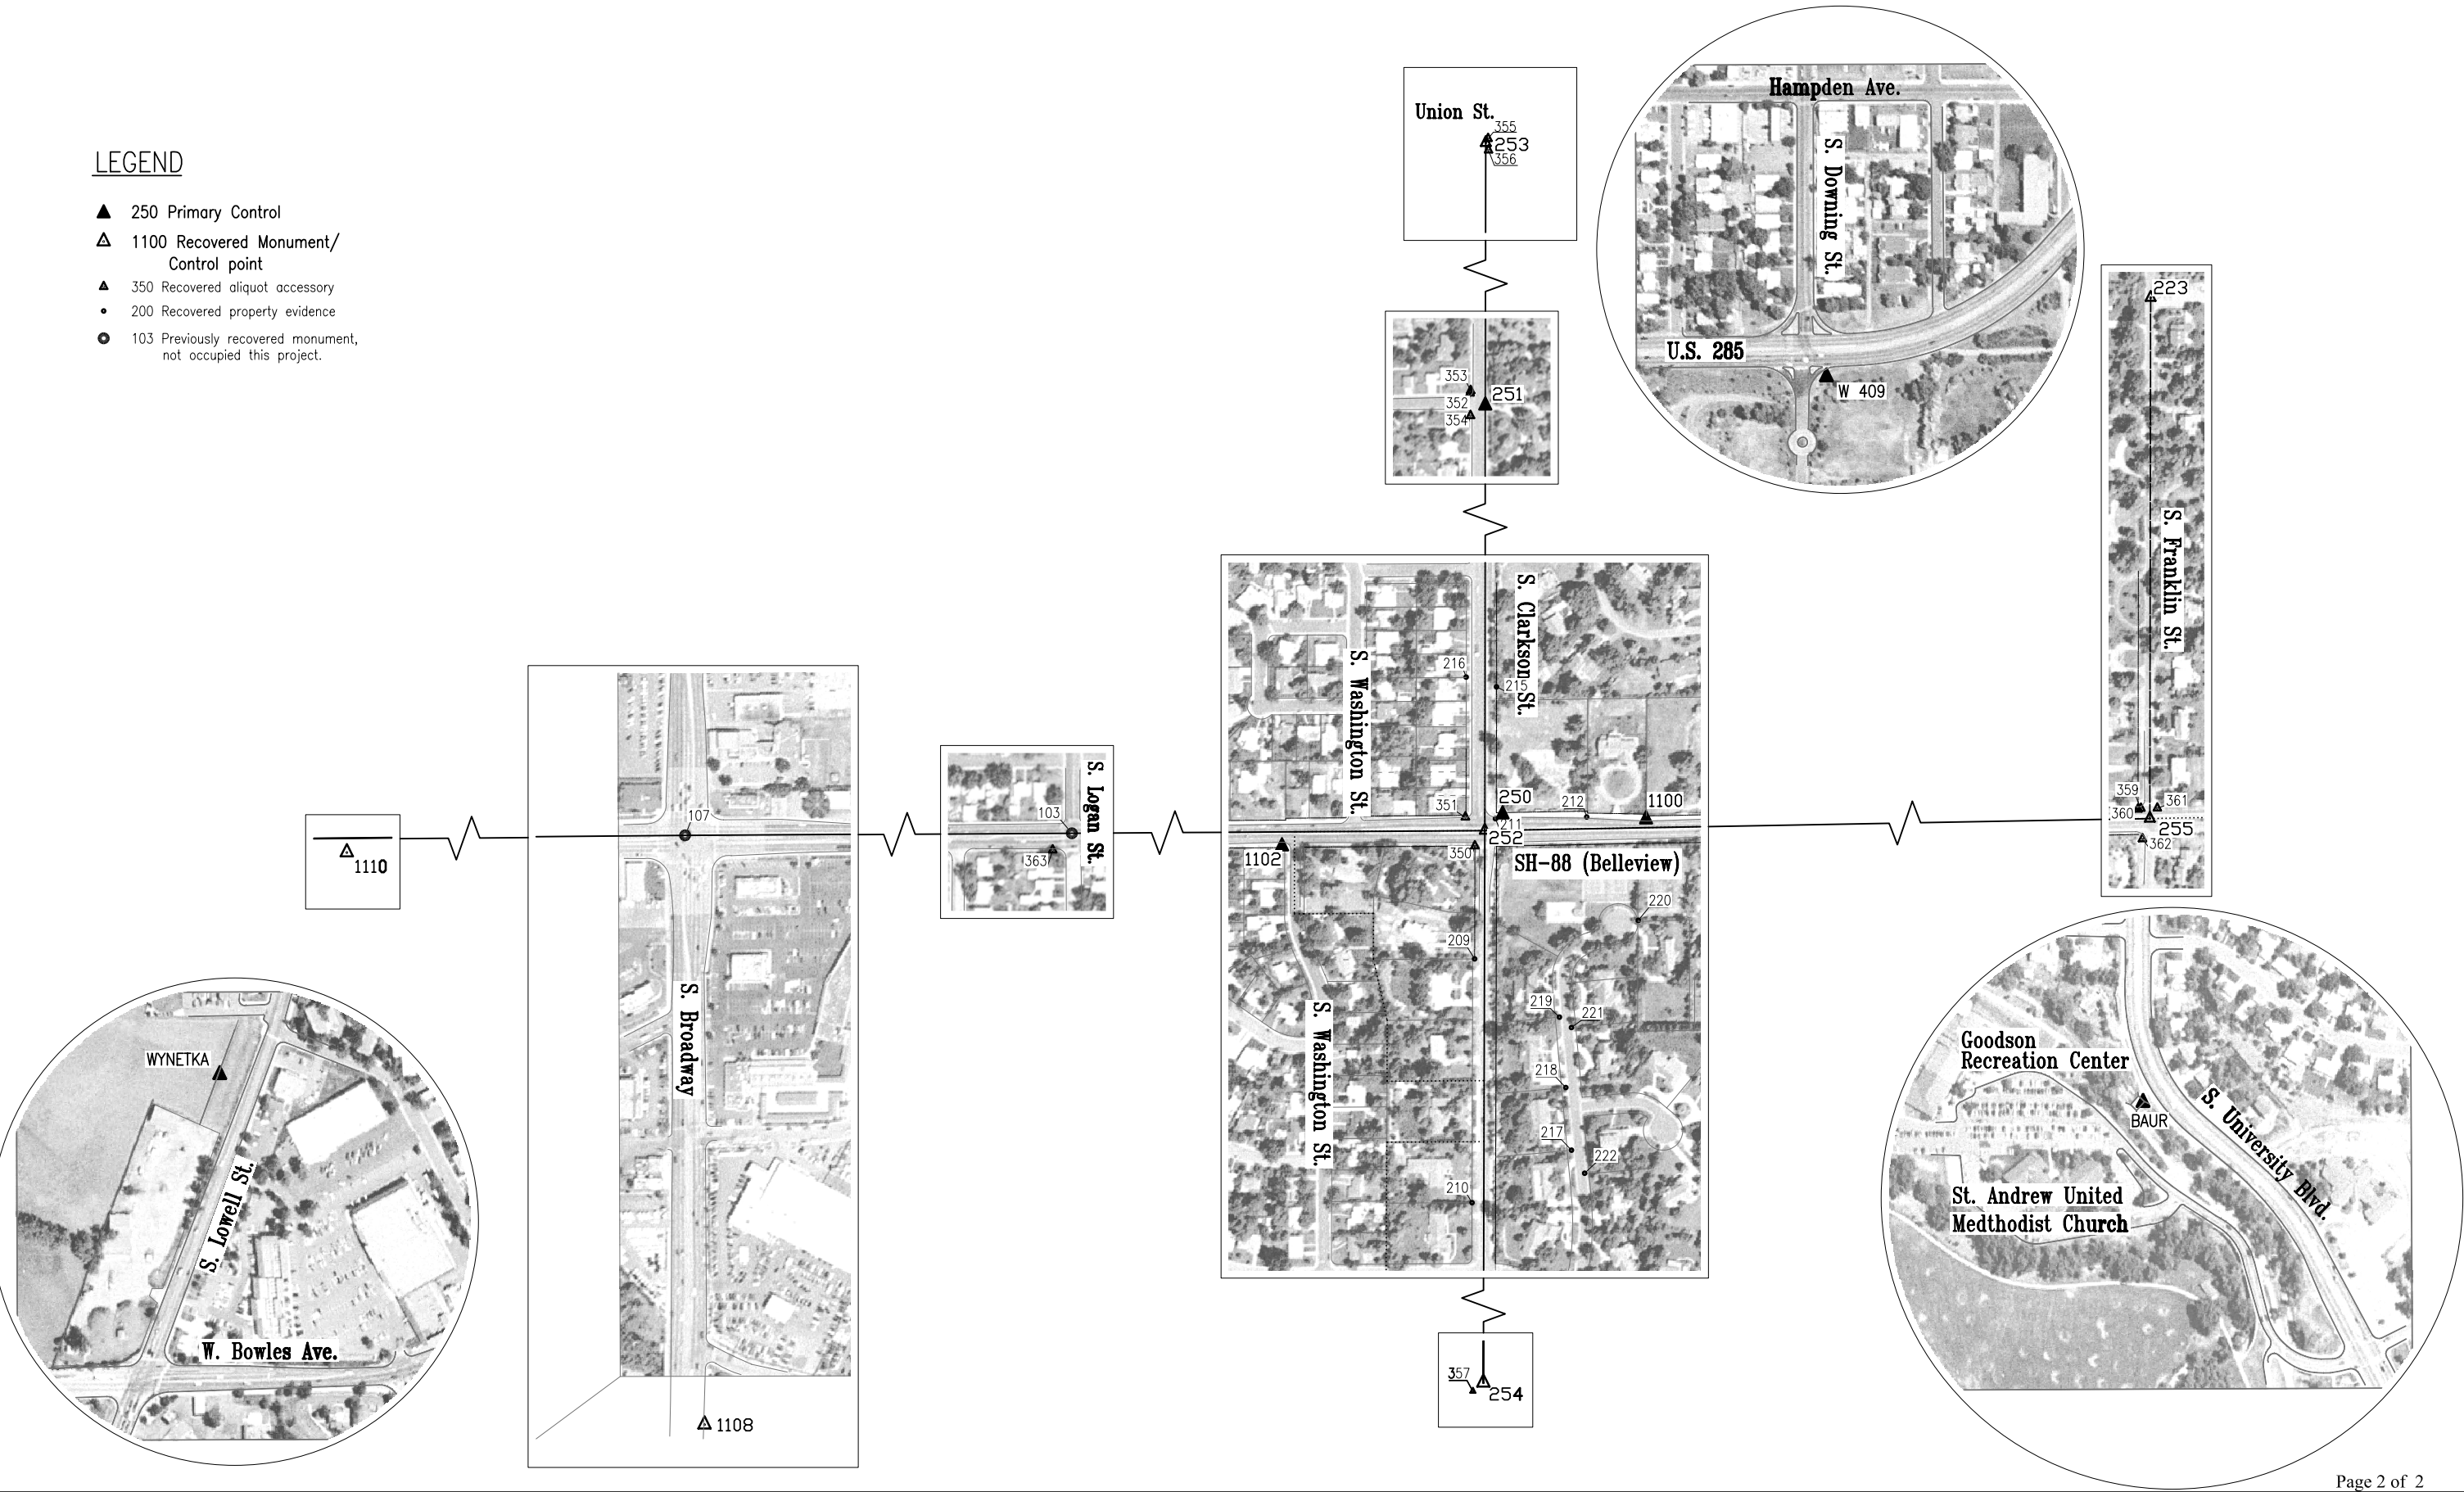 LEGEND
250 Primary Control
1100 Recovered Monument/
Control point
350 Recovered aliquot accessory
200 Recovered property evidence
103 Previously recovered monument,
not occupied this project.
Union St.
355
253
356
Hampden Ave.
S. Downing St.
U.S. 285
W 409
353
352
354
251
223
S. Franklin St.
359
360
361
255
362
S. Washington St.
S. Clarkson St.
216
215
351
250
212
1100
211
252
1102
350
SH-88 (Belleview)
220
209
219
221
S. Washington St.
218
217
222
210
357
254
S. Logan St.
103
363
107
S. Broadway
1108
1110
WYNETKA
S. Lowell St.
W. Bowles Ave.
Goodson
Recreation Center
BAUR
S. University Blvd.
St. Andrew United
Medthodist Church
Page 2 of 2